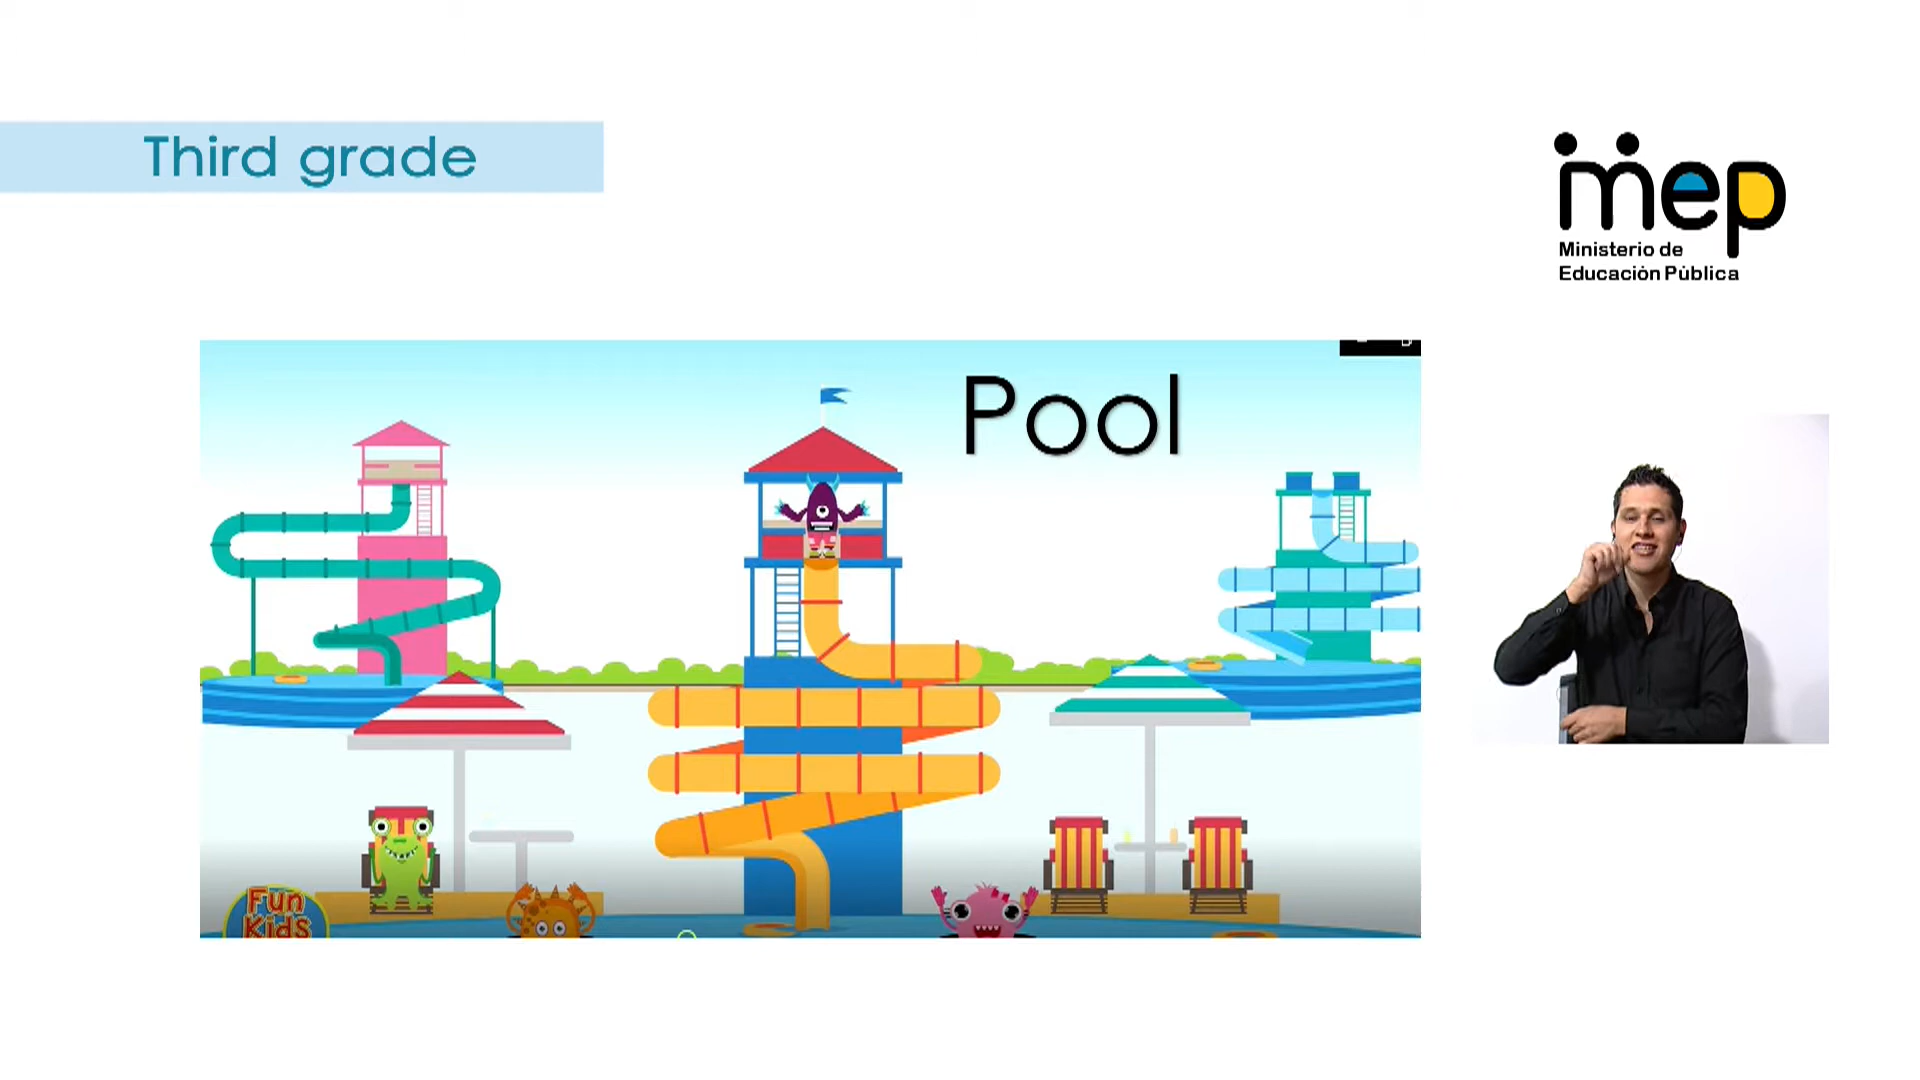 Third grade
mep
Ministerio de
Educación Pública
Pool
Fun
Kids